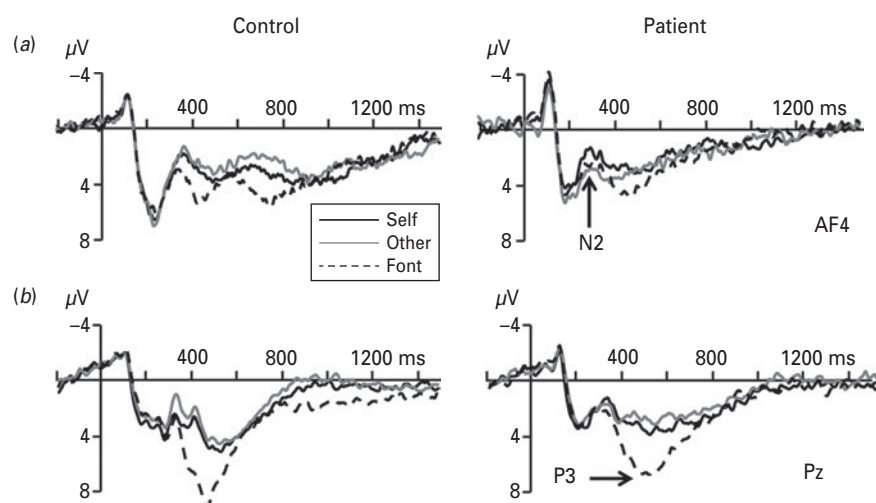 Control Patient
(a) µV µV
–4 –4
400 800 1200 ms 400 800 1200 ms
4 4
Self
Other
Font
N2
AF4
8 8
(b) µV µV
–4 –4
400 800 1200 ms 400 800 1200 ms
4 4
P3
Pz
8 8